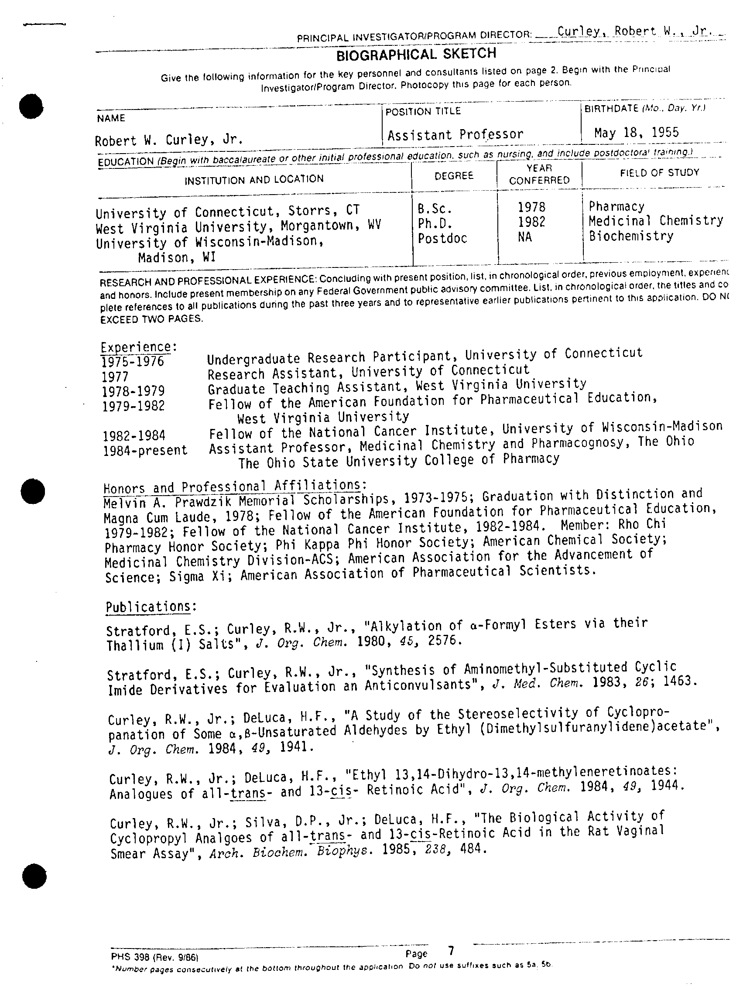 PRINCIPAL INVESTIGATOR/PROGRAM DIRECTOR: Curley, Robert W., Jr.
BIOGRAPHICAL SKETCH
Give the following information for the key personnel and consultants listed on page 2. Begin with the Principal
Investigator/Program Director. Photocopy this page for each person.
NAME POSITION TITLE BIRTHDATE (Mo., Day, Yr.)
Robert W. Curley, Jr. Assistant Professor May 18, 1955
EDUCATION (Begin with baccalaureate or other initial professional education, such as nursing, and include postdoctoral training.)
INSTITUTION AND LOCATION DEGREE YEAR CONFERRED FIELD OF STUDY
University of Connecticut, Storrs, CT B.Sc. 1978 Pharmacy
West Virginia University, Morgantown, WV Ph.D. 1982 Medicinal Chemistry
University of Wisconsin-Madison, Postdoc NA Biochemistry
Madison, WI
RESEARCH AND PROFESSIONAL EXPERIENCE: Concluding with present position, list, in chronological order, previous employment, experienc
and honors. Include present membership on any Federal Government public advisory committee. List, in chronological order, the titles and co
plete references to all publications during the past three years and to representative earlier publications pertinent to this application. DO NO
EXCEED TWO PAGES.
Experience:
1975-1976 Undergraduate Research Participant, University of Connecticut
1977 Research Assistant, University of Connecticut
1978-1979 Graduate Teaching Assistant, West Virginia University
1979-1982 Fellow of the American Foundation for Pharmaceutical Education,
West Virginia University
1982-1984 Fellow of the National Cancer Institute, University of Wisconsin-Madison
1984-present Assistant Professor, Medicinal Chemistry and Pharmacognosy, The Ohio
The Ohio State University College of Pharmacy
Honors and Professional Affiliations:
Melvin A. Prawdzik Memorial Scholarships, 1973-1975; Graduation with Distinction and
Magna Cum Laude, 1978; Fellow of the American Foundation for Pharmaceutical Education,
1979-1982; Fellow of the National Cancer Institute, 1982-1984. Member: Rho Chi
Pharmacy Honor Society; Phi Kappa Phi Honor Society; American Chemical Society;
Medicinal Chemistry Division-ACS; American Association for the Advancement of
Science; Sigma Xi; American Association of Pharmaceutical Scientists.
Publications:
Stratford, E.S.; Curley, R.W., Jr., "Alkylation of α-Formyl Esters via their
Thallium (I) Salts", J. Org. Chem. 1980, 45, 2576.
Stratford, E.S.; Curley, R.W., Jr., "Synthesis of Aminomethyl-Substituted Cyclic
Imide Derivatives for Evaluation an Anticonvulsants", J. Med. Chem. 1983, 26; 1463.
Curley, R.W., Jr.; DeLuca, H.F., "A Study of the Stereoselectivity of Cyclopro-
panation of Some α,β-Unsaturated Aldehydes by Ethyl (Dimethylsulfuranylidene)acetate",
J. Org. Chem. 1984, 49, 1941.
Curley, R.W., Jr.; DeLuca, H.F., "Ethyl 13,14-Dihydro-13,14-methyleneretinoates:
Analogues of all-trans- and 13-cis- Retinoic Acid", J. Org. Chem. 1984, 49, 1944.
Curley, R.W., Jr.; Silva, D.P., Jr.; DeLuca, H.F., "The Biological Activity of
Cyclopropyl Analgoes of all-trans- and 13-cis-Retinoic Acid in the Rat Vaginal
Smear Assay", Arch. Biochem. Biophys. 1985, 238, 484.
PHS 398 (Rev. 9/86) Page 7
*Number pages consecutively at the bottom throughout the application. Do not use suffixes such as 5a, 5b.